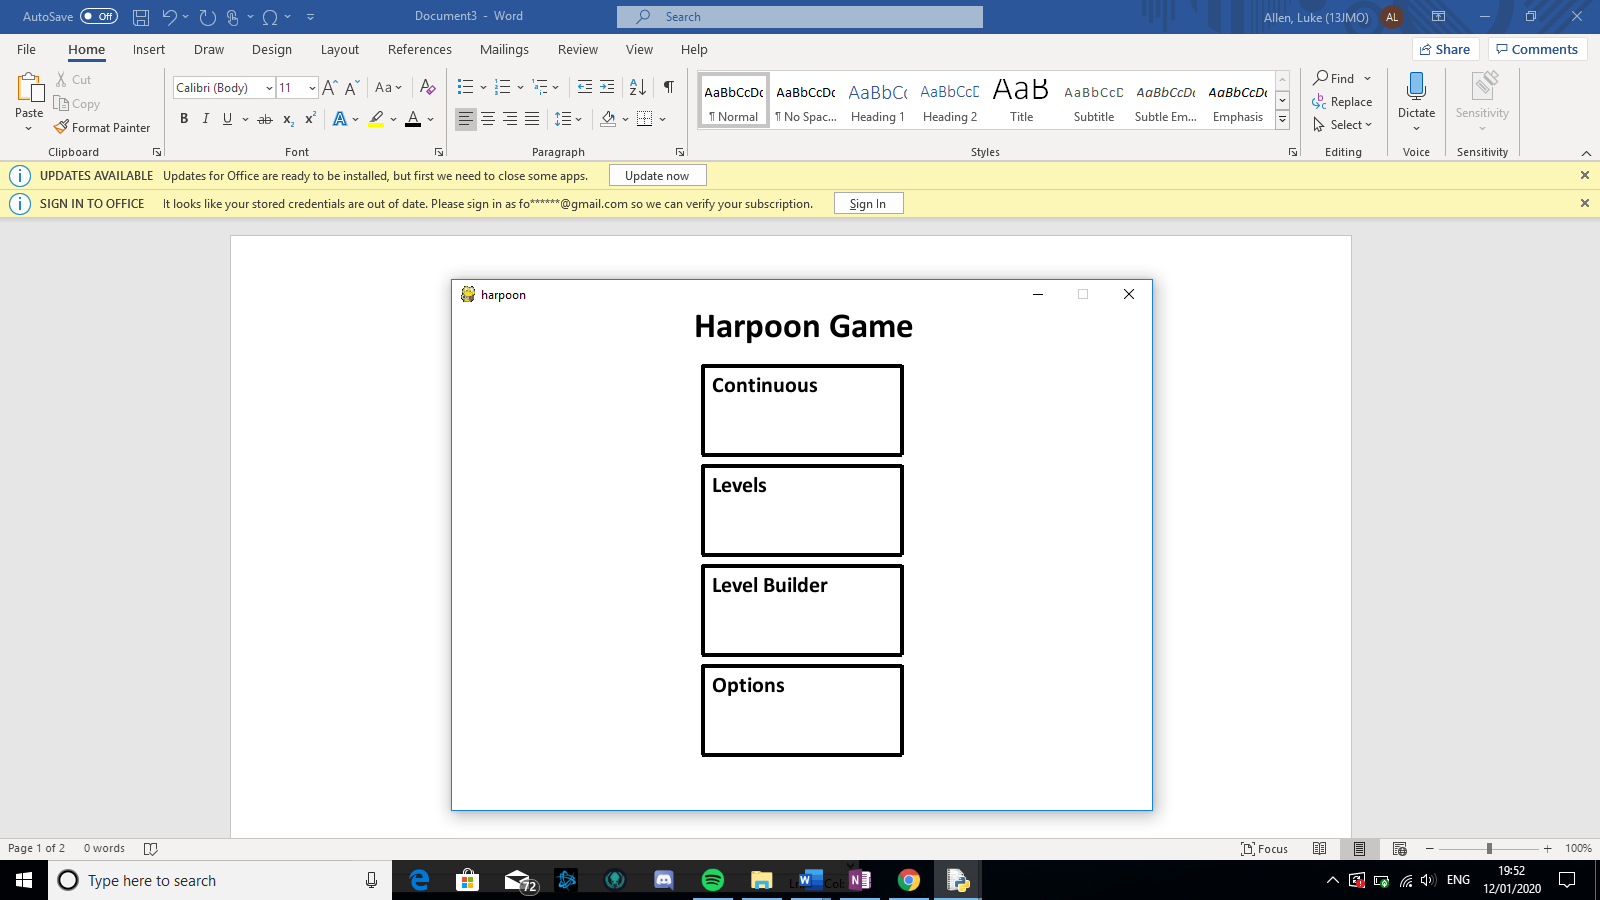 AutoSave Off Document3 - Word Search Allen, Luke (13JMO) AL
File Home Insert Draw Design Layout References Mailings Review View Help Share Comments
Paste Cut Copy Format Painter
Calibri (Body) 11
AaBbCcDc AaBbCcDc AaBbCc AaBbCcD AaB AaBbCcD AaBbCcDc AaBbCcDc
¶ Normal ¶ No Spac... Heading 1 Heading 2 Title Subtitle Subtle Em... Emphasis
Find
Replace
Select
Dictate Sensitivity
Clipboard Font Paragraph Styles Editing Voice Sensitivity
UPDATES AVAILABLE Updates for Office are ready to be installed, but first we need to close some apps. Update now
SIGN IN TO OFFICE It looks like your stored credentials are out of date. Please sign in as fo******@gmail.com so we can verify your subscription. Sign In
harpoon
Harpoon Game
Continuous
Levels
Level Builder
Options
Page 1 of 2 0 words Focus 100%
Type here to search 72 ENG 19:52
12/01/2020